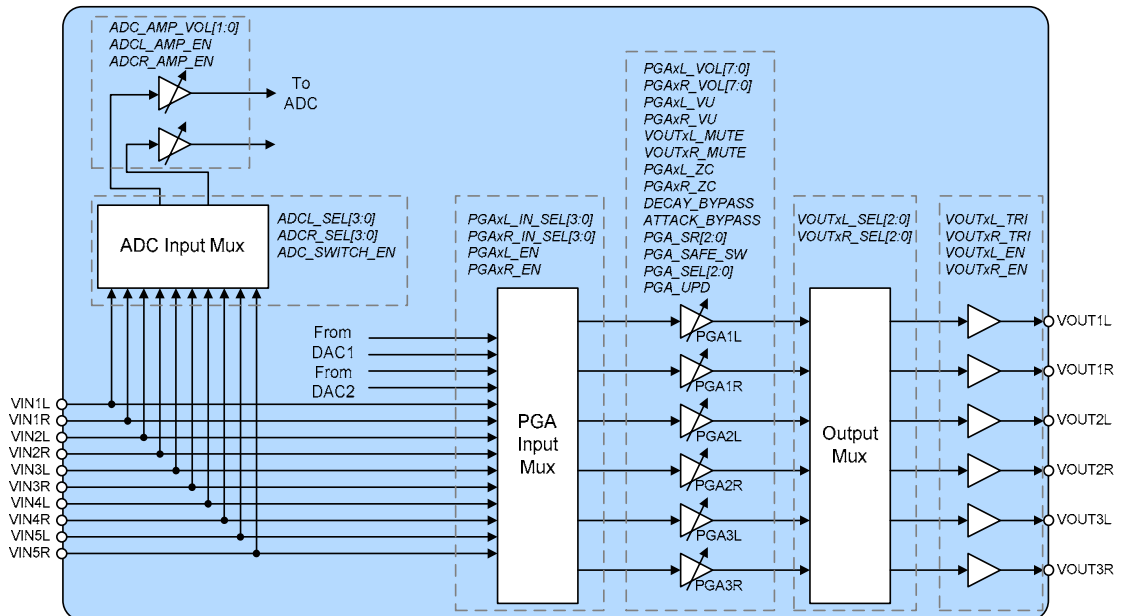 ADC_AMP_VOL[1:0]
ADCL_AMP_EN
ADCR_AMP_EN
To
ADC
ADC Input Mux
ADCL_SEL[3:0]
ADCR_SEL[3:0]
ADC_SWITCH_EN
PGAxL_IN_SEL[3:0]
PGAxR_IN_SEL[3:0]
PGAxL_EN
PGAxR_EN
PGAxL_VOL[7:0]
PGAxR_VOL[7:0]
PGAxL_VU
PGAxR_VU
VOUTxL_MUTE
VOUTxR_MUTE
PGAxL_ZC
PGAxR_ZC
DECAY_BYPASS
ATTACK_BYPASS
PGA_SR[2:0]
PGA_SAFE_SW
PGA_SEL[2:0]
PGA_UPD
VOUTxL_SEL[2:0]
VOUTxR_SEL[2:0]
VOUTxL_TRI
VOUTxR_TRI
VOUTxL_EN
VOUTxR_EN
From
DAC1
From
DAC2
VIN1L
VIN1R
VIN2L
VIN2R
VIN3L
VIN3R
VIN4L
VIN4R
VIN5L
VIN5R
PGA
Input
Mux
PGA1L
PGA1R
PGA2L
PGA2R
PGA3L
PGA3R
Output
Mux
VOUT1L
VOUT1R
VOUT2L
VOUT2R
VOUT3L
VOUT3R